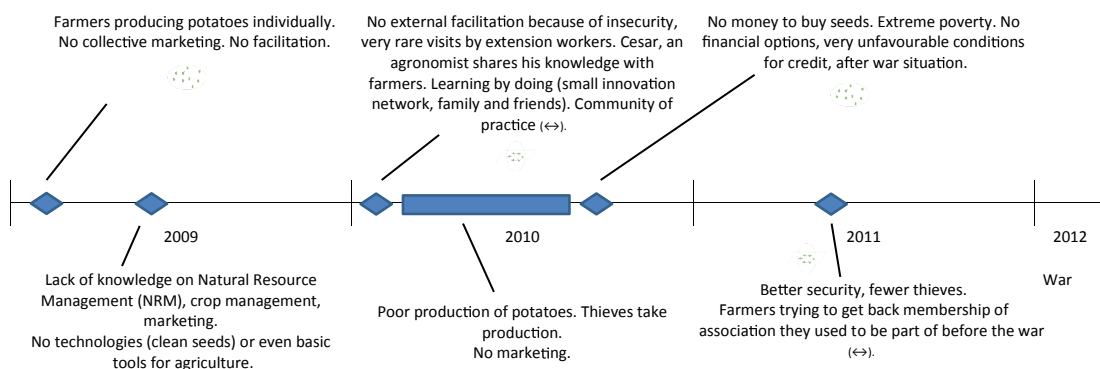 Farmers producing potatoes individually.
No collective marketing. No facilitation.
No external facilitation because of insecurity,
very rare visits by extension workers. Cesar, an
agronomist shares his knowledge with
farmers. Learning by doing (small innovation
network, family and friends). Community of
practice (↔).
No money to buy seeds. Extreme poverty. No
financial options, very unfavourable conditions
for credit, after war situation.
2009
2010
2011
2012
Lack of knowledge on Natural Resource
Management (NRM), crop management,
marketing.
No technologies (clean seeds) or even basic
tools for agriculture.
Poor production of potatoes. Thieves take
production.
No marketing.
Better security, fewer thieves.
Farmers trying to get back membership of
association they used to be part of before the war
(↔).
War